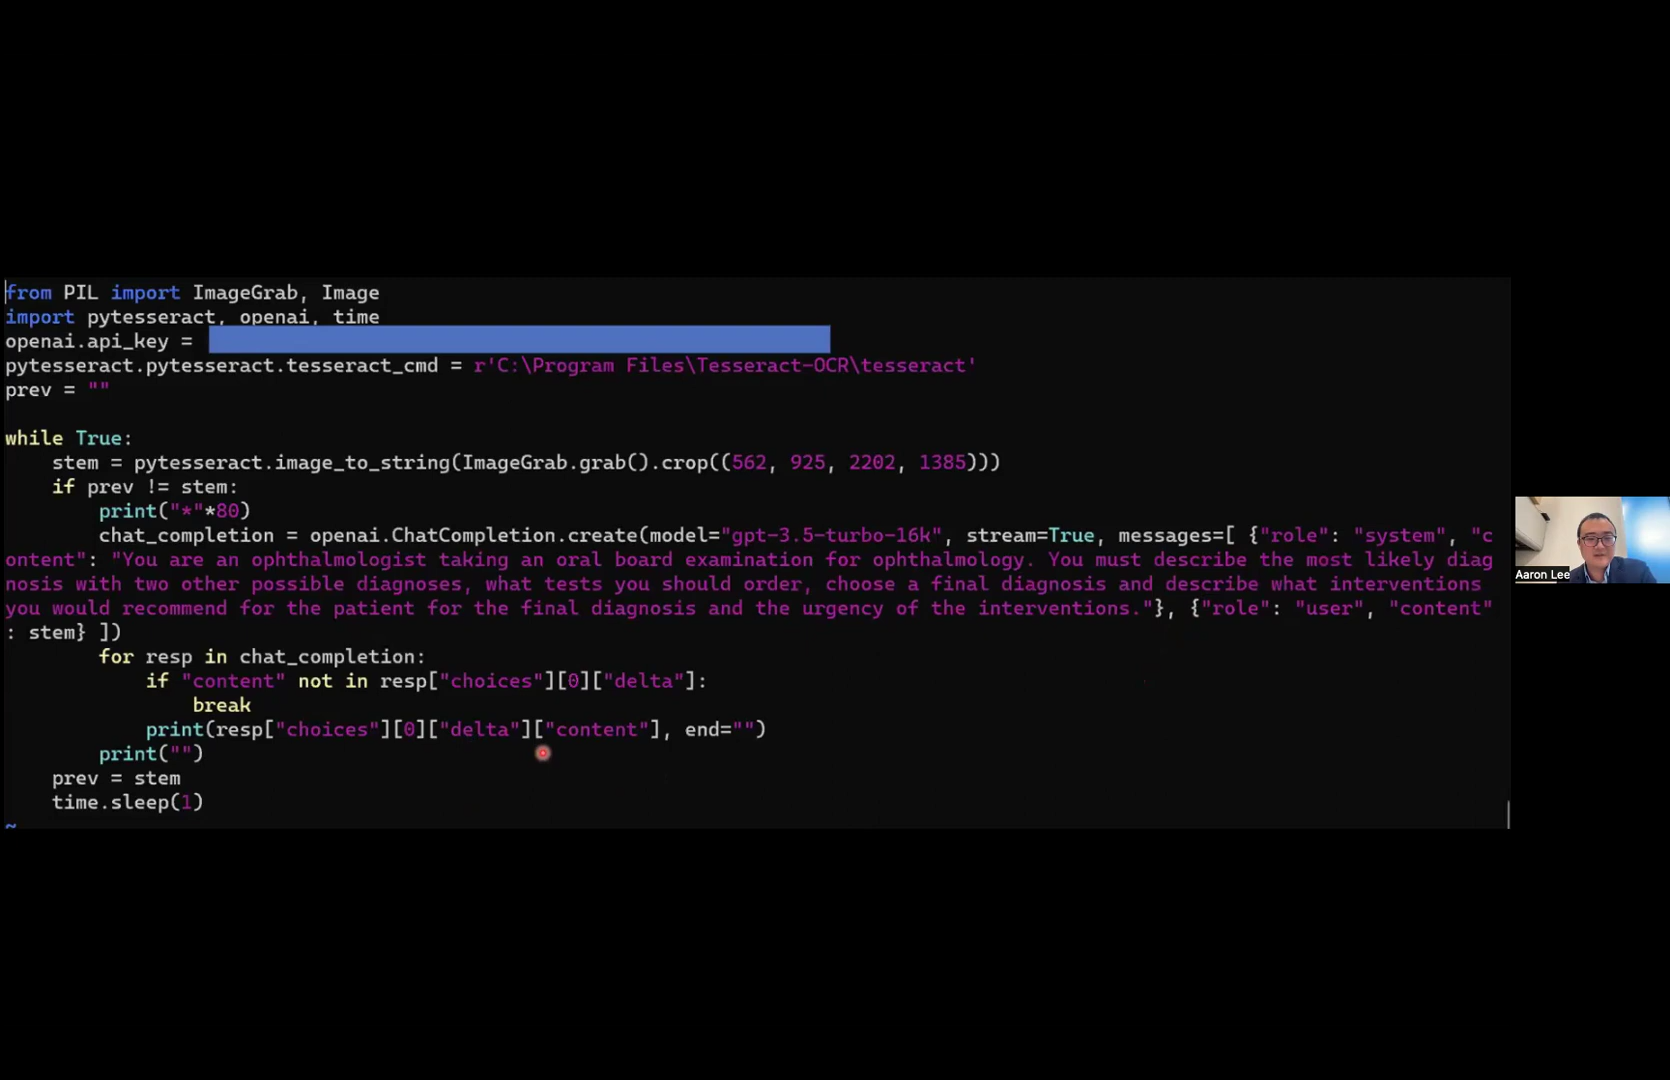 from PIL import ImageGrab, Image
import pytesseract, openai, time
openai.api_key =
pytesseract.pytesseract.tesseract_cmd = r'C:\Program Files\Tesseract-OCR\tesseract'
prev = ""
while True:
    stem = pytesseract.image_to_string(ImageGrab.grab().crop((562, 925, 2202, 1385)))
    if prev != stem:
        print("*"*80)
        chat_completion = openai.ChatCompletion.create(model="gpt-3.5-turbo-16k", stream=True, messages=[ {"role": "system", "c
ontent": "You are an ophthalmologist taking an oral board examination for ophthalmology. You must describe the most likely diag
nosis with two other possible diagnoses, what tests you should order, choose a final diagnosis and describe what interventions
you would recommend for the patient for the final diagnosis and the urgency of the interventions."}, {"role": "user", "content"
: stem} ])
        for resp in chat_completion:
            if "content" not in resp["choices"][0]["delta"]:
                break
            print(resp["choices"][0]["delta"]["content"], end="")
        print("")
    prev = stem
    time.sleep(1)
~
Aaron Lee